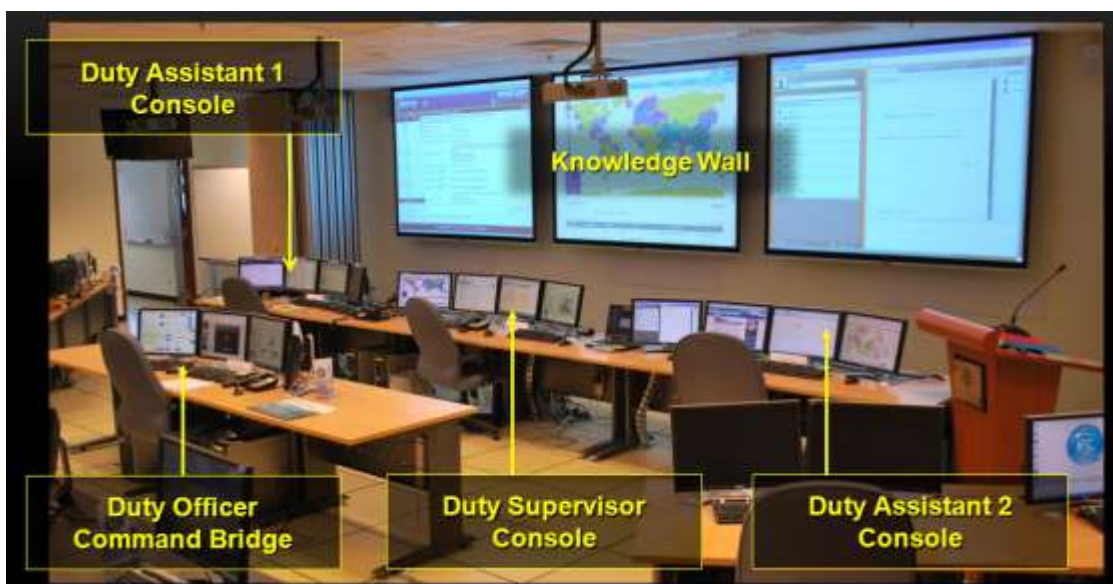 Duty Assistant 1
Console
Knowledge Wall
Duty Officer
Command Bridge
Duty Supervisor
Console
Duty Assistant 2
Console